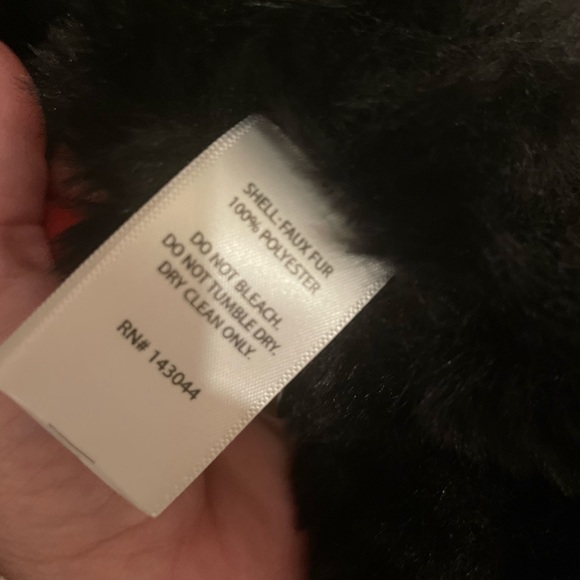 SHELL: FAUX FUR
100% POLYESTER
DO NOT BLEACH.
DO NOT TUMBLE DRY.
DRY CLEAN ONLY.
RN# 143044